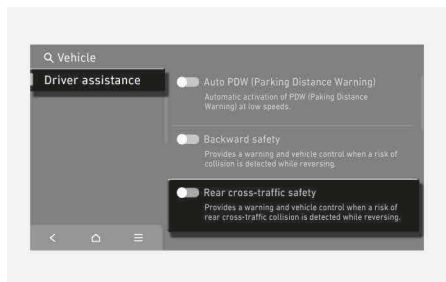 Vehicle
Driver assistance
Auto PDW (Parking Distance Warning)
Automatic activation of PDW (Paking Distance
Warning) at low speeds.
Backward safety
Provides a warning and vehicle control when a risk of
collision is detected while reversing.
Rear cross-traffic safety
Provides a warning and vehicle control when a risk of
rear cross-traffic collision is detected while reversing.